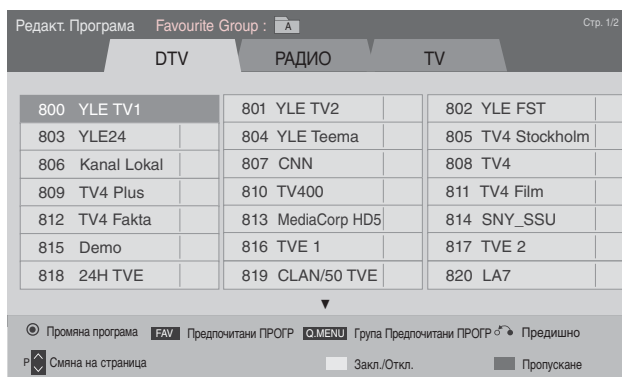 Редакт. Програма Favourite Group : A Стр. 1/2
DTV РАДИО TV
800 YLE TV1 801 YLE TV2 802 YLE FST
803 YLE24 804 YLE Teema 805 TV4 Stockholm
806 Kanal Lokal 807 CNN 808 TV4
809 TV4 Plus 810 TV400 811 TV4 Film
812 TV4 Fakta 813 MediaCorp HD5 814 SNY_SSU
815 Demo 816 TVE 1 817 TVE 2
818 24H TVE 819 CLAN/50 TVE 820 LA7
▼
Промяна програма FAV Предпочитани ПРОГР Q.MENU Група Предпочитани ПРОГР Предишно
P Смяна на страница Закл./Откл. Пропускане